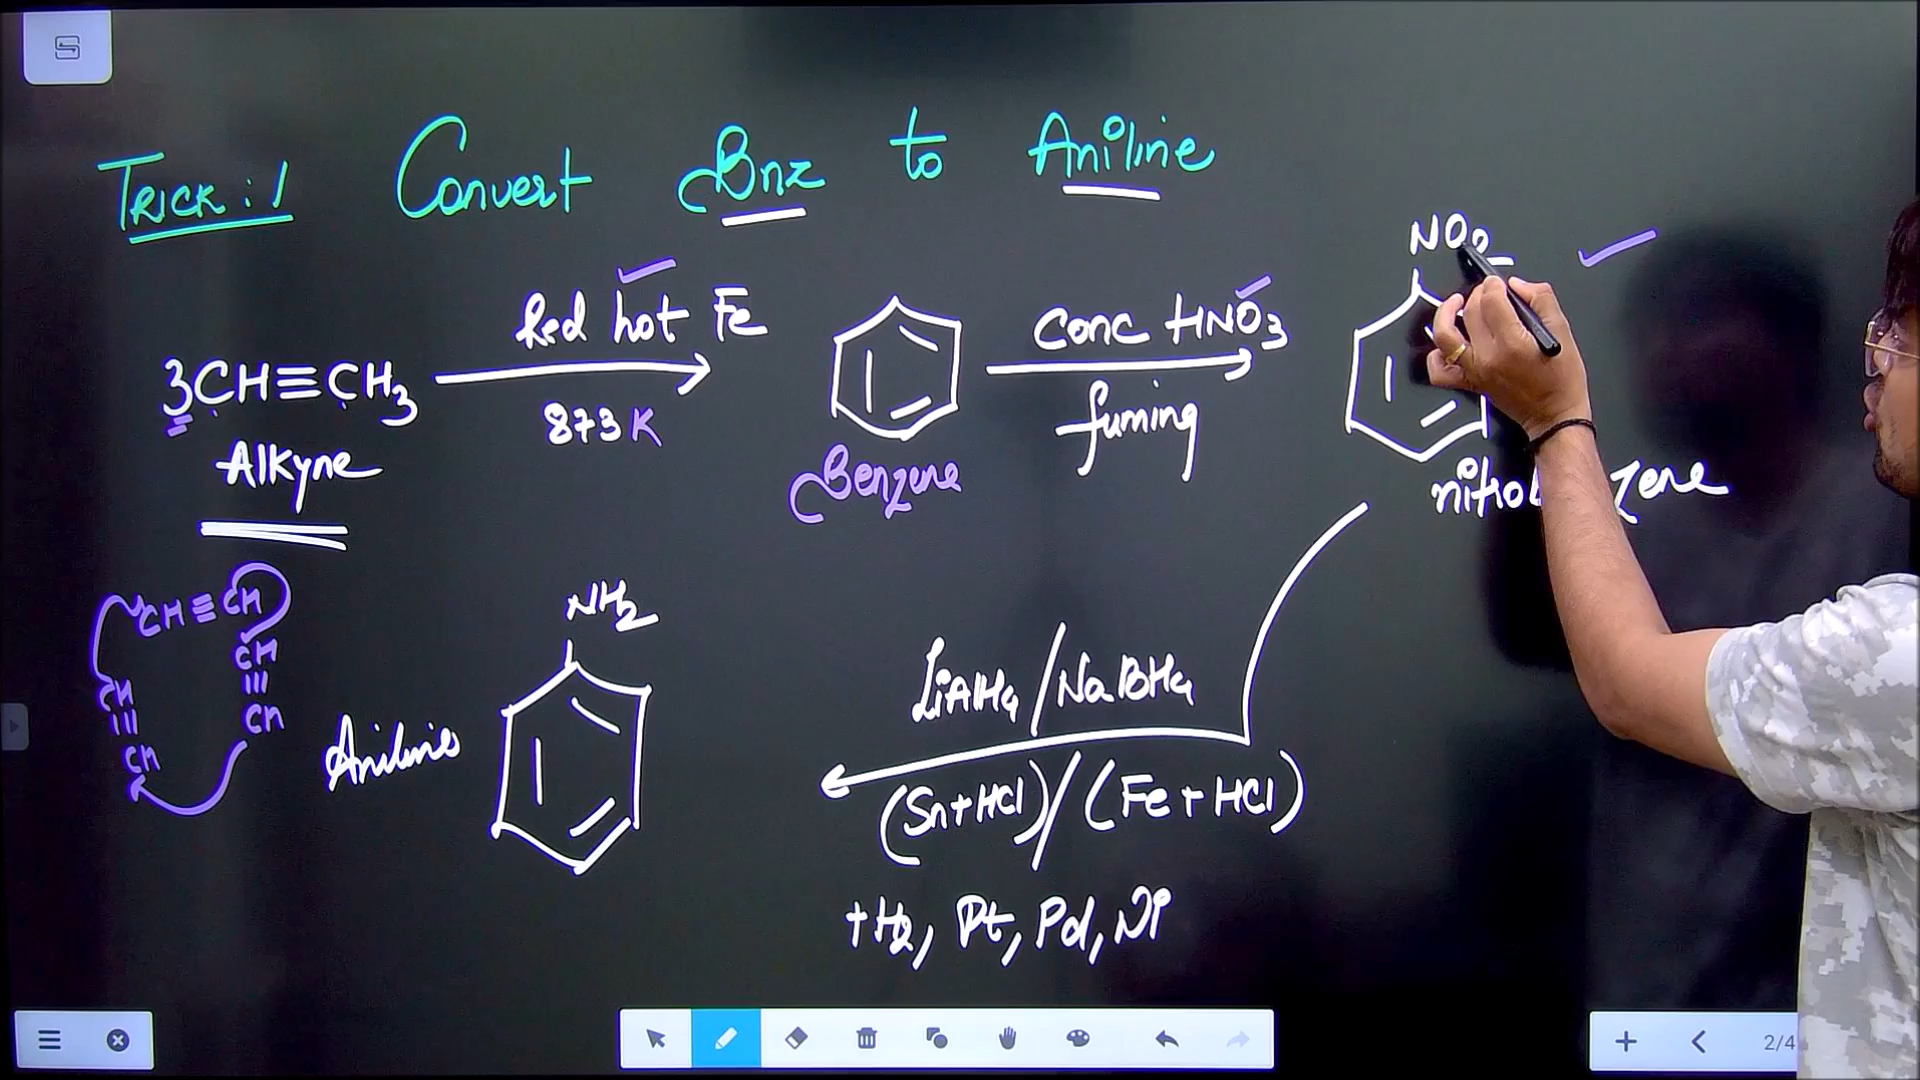 TRICK : 1 Convert Bnz to Aniline
3CH≡CH3
Alkyne
Red hot Fe
873 K
Benzene
Conc HNO3
fuming
NO2
CH≡CH
CH
≡
CH
CH
≡
CH
Aniline
NH2
LiAlH4 / NaBH4
(Sn+HCl) / (Fe + HCl)
+H2, Pt, Pd, Ni
2/4